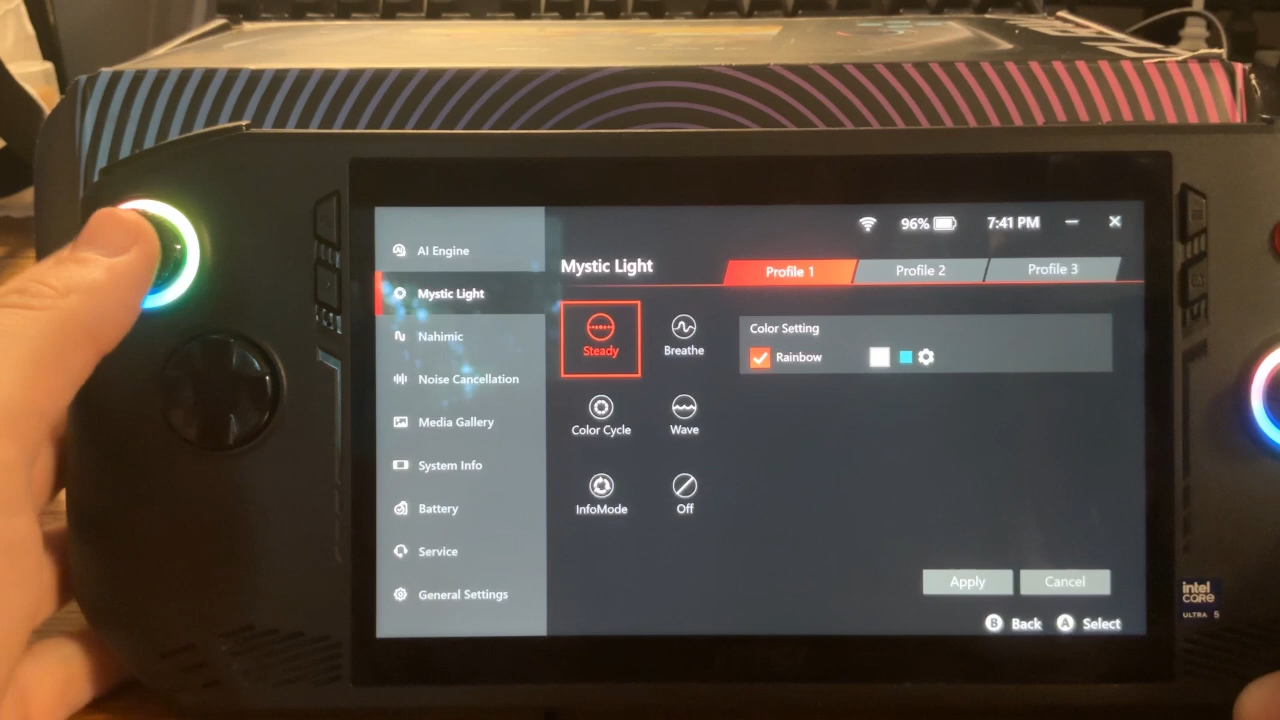 96% 7:41 PM
AI Engine
Mystic Light
Nahimic
Noise Cancellation
Media Gallery
System Info
Battery
Service
General Settings
Mystic Light
Profile 1 Profile 2 Profile 3
Steady Breathe
Color Cycle Wave
InfoMode Off
Color Setting
Rainbow
Apply Cancel
B Back A Select
intel
CORE
ULTRA 5